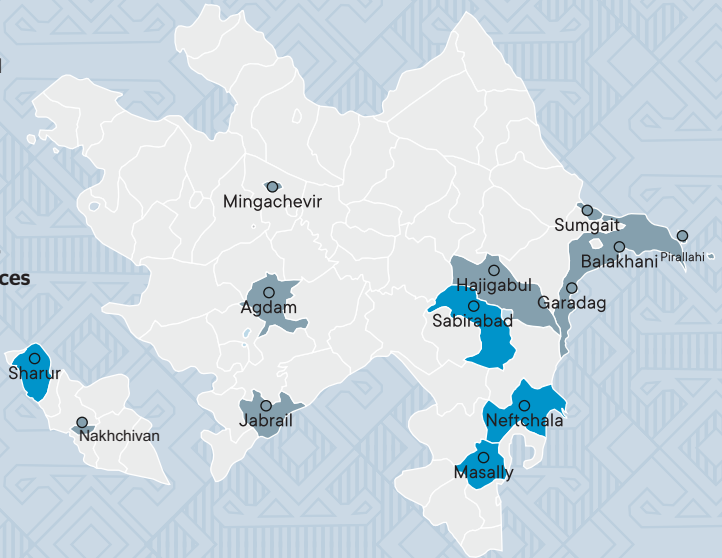 Mingachevir
Sumgait
Balakhani
Pirallahi
Hajigabul
Garadag
Agdam
Sabirabad
ces
Sharur
Jabrail
Neftchala
Nakhchivan
Masally